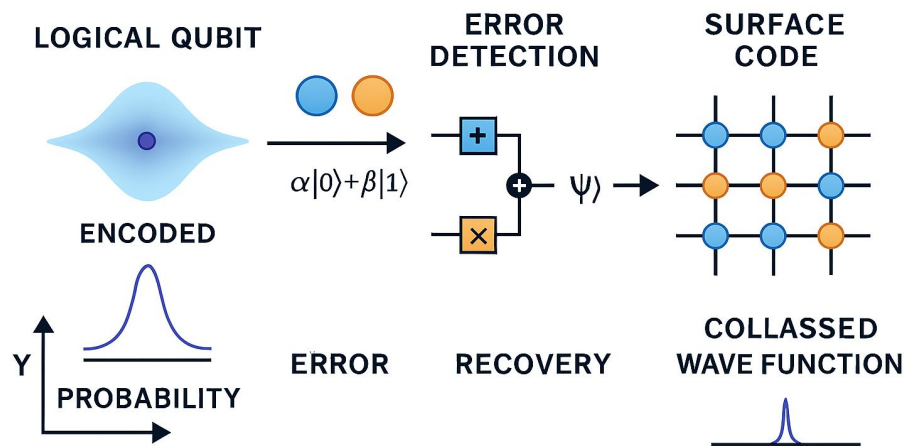 LOGICAL QUBIT
ERROR
DETECTION
SURFACE
CODE
α|0⟩+β|1⟩
+
+
×
ψ⟩
ENCODED
Y
PROBABILITY
ERROR
RECOVERY
COLLASSED
WAVE FUNCTION